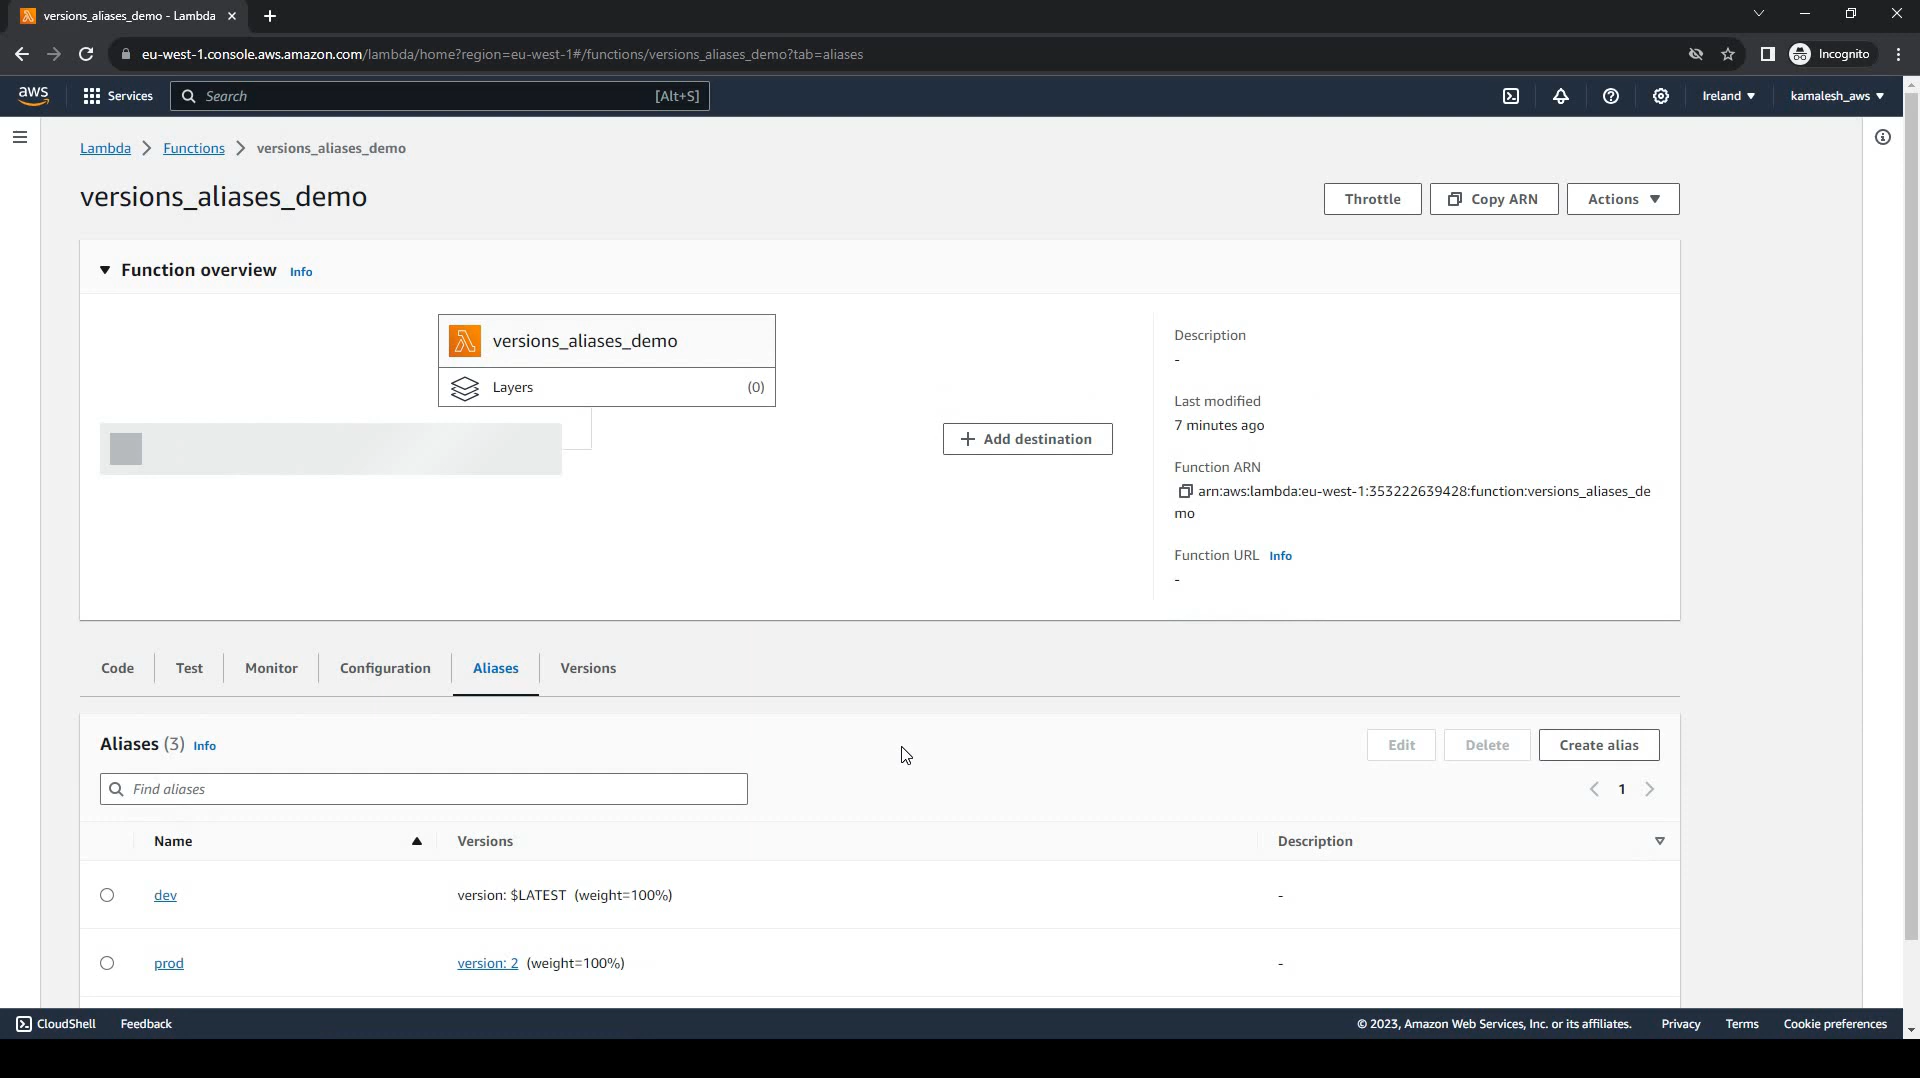 versions_aliases_demo - Lambda
eu-west-1.console.aws.amazon.com/lambda/home?region=eu-west-1#/functions/versions_aliases_demo?tab=aliases
Incognito
aws
Services
Search
[Alt+S]
Ireland
kamalesh_aws
Lambda
Functions
versions_aliases_demo
versions_aliases_demo
Throttle
Copy ARN
Actions
Function overview Info
versions_aliases_demo
Layers
(0)
Add destination
Description
-
Last modified
7 minutes ago
Function ARN
arn:aws:lambda:eu-west-1:353222639428:function:versions_aliases_de
mo
Function URL Info
-
Code
Test
Monitor
Configuration
Aliases
Versions
Aliases (3) Info
Edit
Delete
Create alias
Find aliases
1
Name
Versions
Description
dev
version: $LATEST (weight=100%)
-
prod
version: 2 (weight=100%)
-
CloudShell
Feedback
© 2023, Amazon Web Services, Inc. or its affiliates.
Privacy
Terms
Cookie preferences